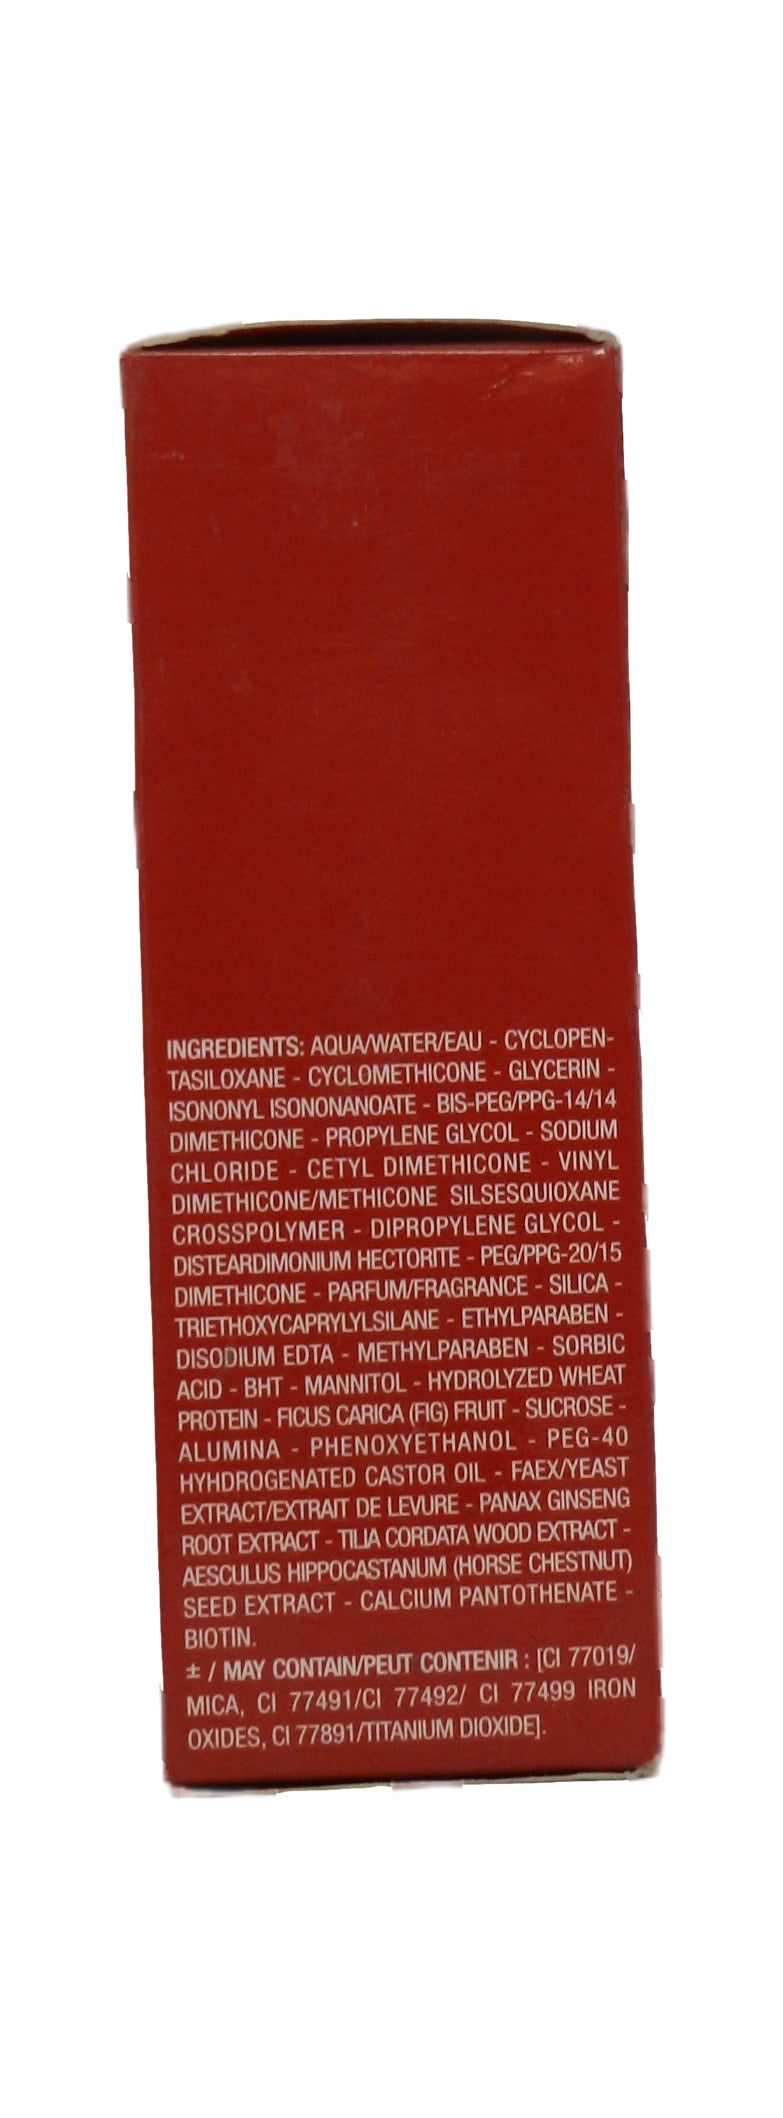 INGREDIENTS: AQUA/WATER/EAU - CYCLOPEN-
TASILOXANE - CYCLOMETHICONE - GLYCERIN -
ISONONYL ISONONANOATE - BIS-PEG/PPG-14/14
DIMETHICONE - PROPYLENE GLYCOL - SODIUM
CHLORIDE - CETYL DIMETHICONE - VINYL
DIMETHICONE/METHICONE SILSESQUIOXANE
CROSSPOLYMER - DIPROPYLENE GLYCOL -
DISTEARDIMONIUM HECTORITE - PEG/PPG-20/15
DIMETHICONE - PARFUM/FRAGRANCE - SILICA -
TRIETHOXYCAPRYLYLSILANE - ETHYLPARABEN -
DISODIUM EDTA - METHYLPARABEN - SORBIC
ACID - BHT - MANNITOL - HYDROLYZED WHEAT
PROTEIN - FICUS CARICA (FIG) FRUIT - SUCROSE -
ALUMINA - PHENOXYETHANOL - PEG-40
HYHDROGENATED CASTOR OIL - FAEX/YEAST
EXTRACT/EXTRAIT DE LEVURE - PANAX GINSENG
ROOT EXTRACT - TILIA CORDATA WOOD EXTRACT -
AESCULUS HIPPOCASTANUM (HORSE CHESTNUT)
SEED EXTRACT - CALCIUM PANTOTHENATE -
BIOTIN.
± / MAY CONTAIN/PEUT CONTENIR : [CI 77019/
MICA, CI 77491/CI 77492/ CI 77499 IRON
OXIDES, CI 77891/TITANIUM DIOXIDE].